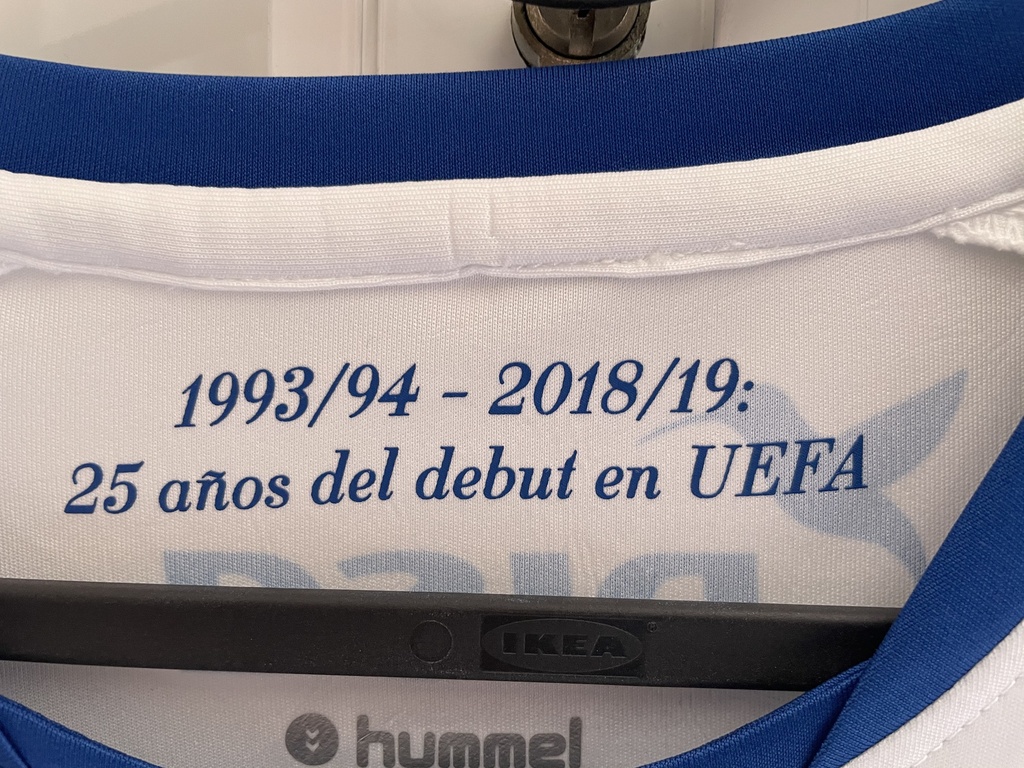 1993/94 - 2018/19:
25 años del debut en UEFA
IKEA
hummel